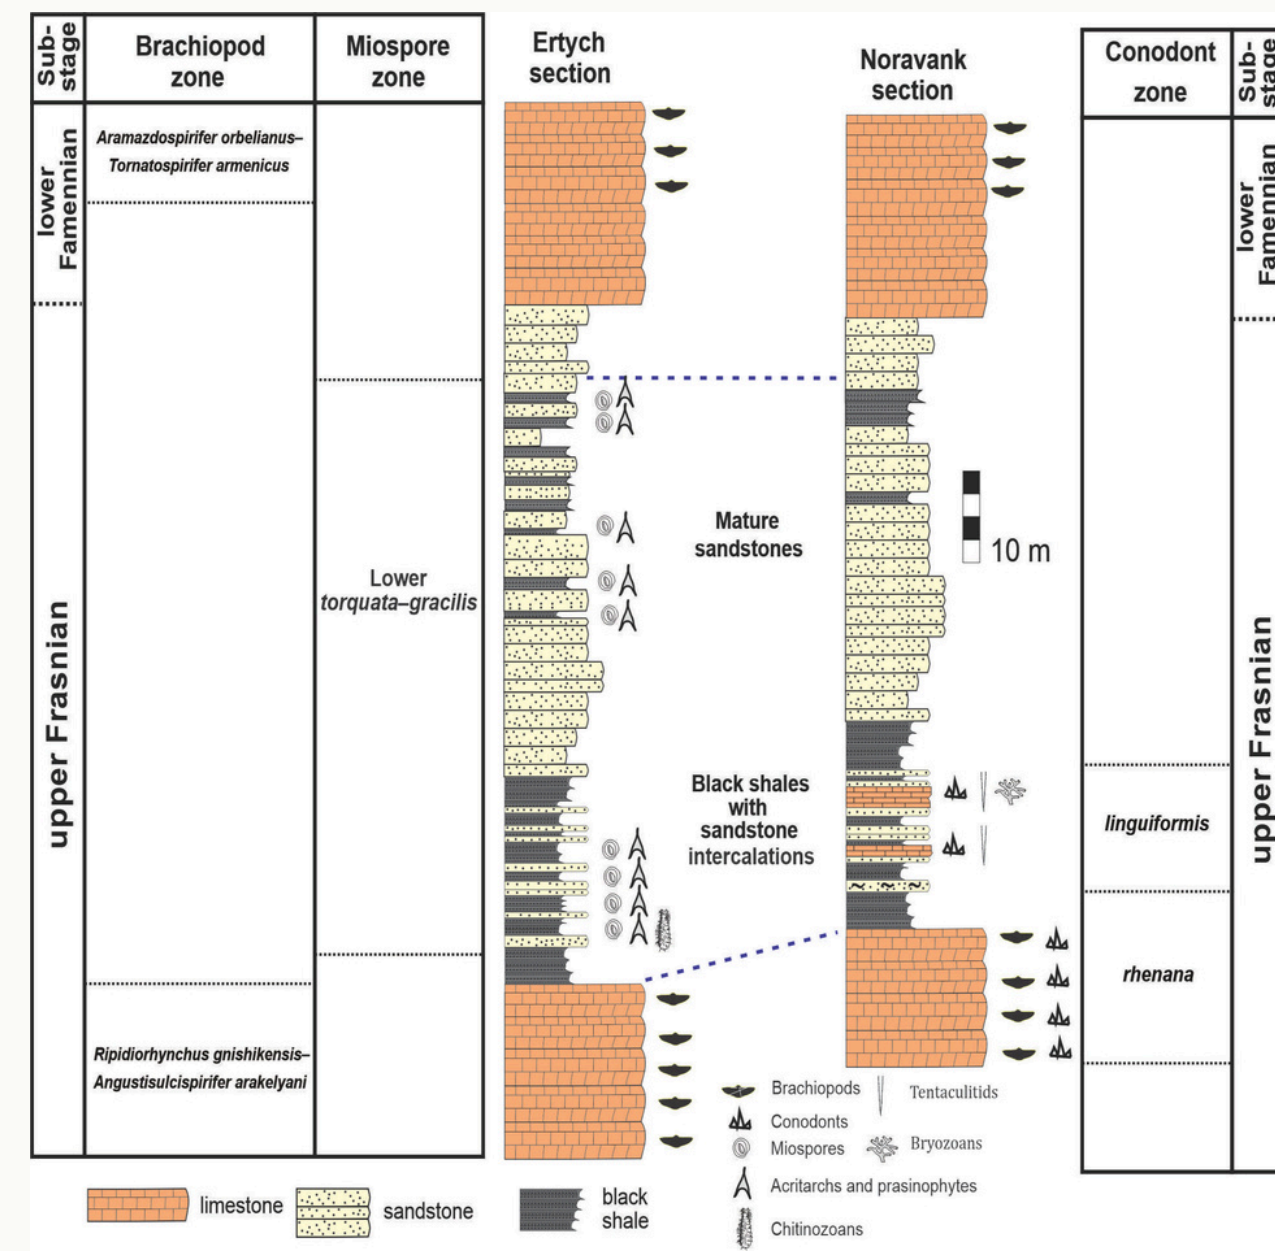 Sub-
stage
Brachiopod
zone
Miospore
zone
Ertych
section
Noravank
section
Conodont
zone
Sub-
stage
lower
Famennian
Aramazdospirifer orbelianus–
Tornatospirifer armenicus
lower
Famennian
upper Frasnian
Lower
torquata–gracilis
Mature
sandstones
10 m
Black shales
with
sandstone
intercalations
linguiformis
rhenana
upper Frasnian
Ripidiorhynchus gnishikensis–
Angustisulcispirifer arakelyani
Brachiopods
Tentaculitids
Conodonts
Miospores
Bryozoans
Acritarchs and prasinophytes
Chitinozoans
limestone
sandstone
black
shale